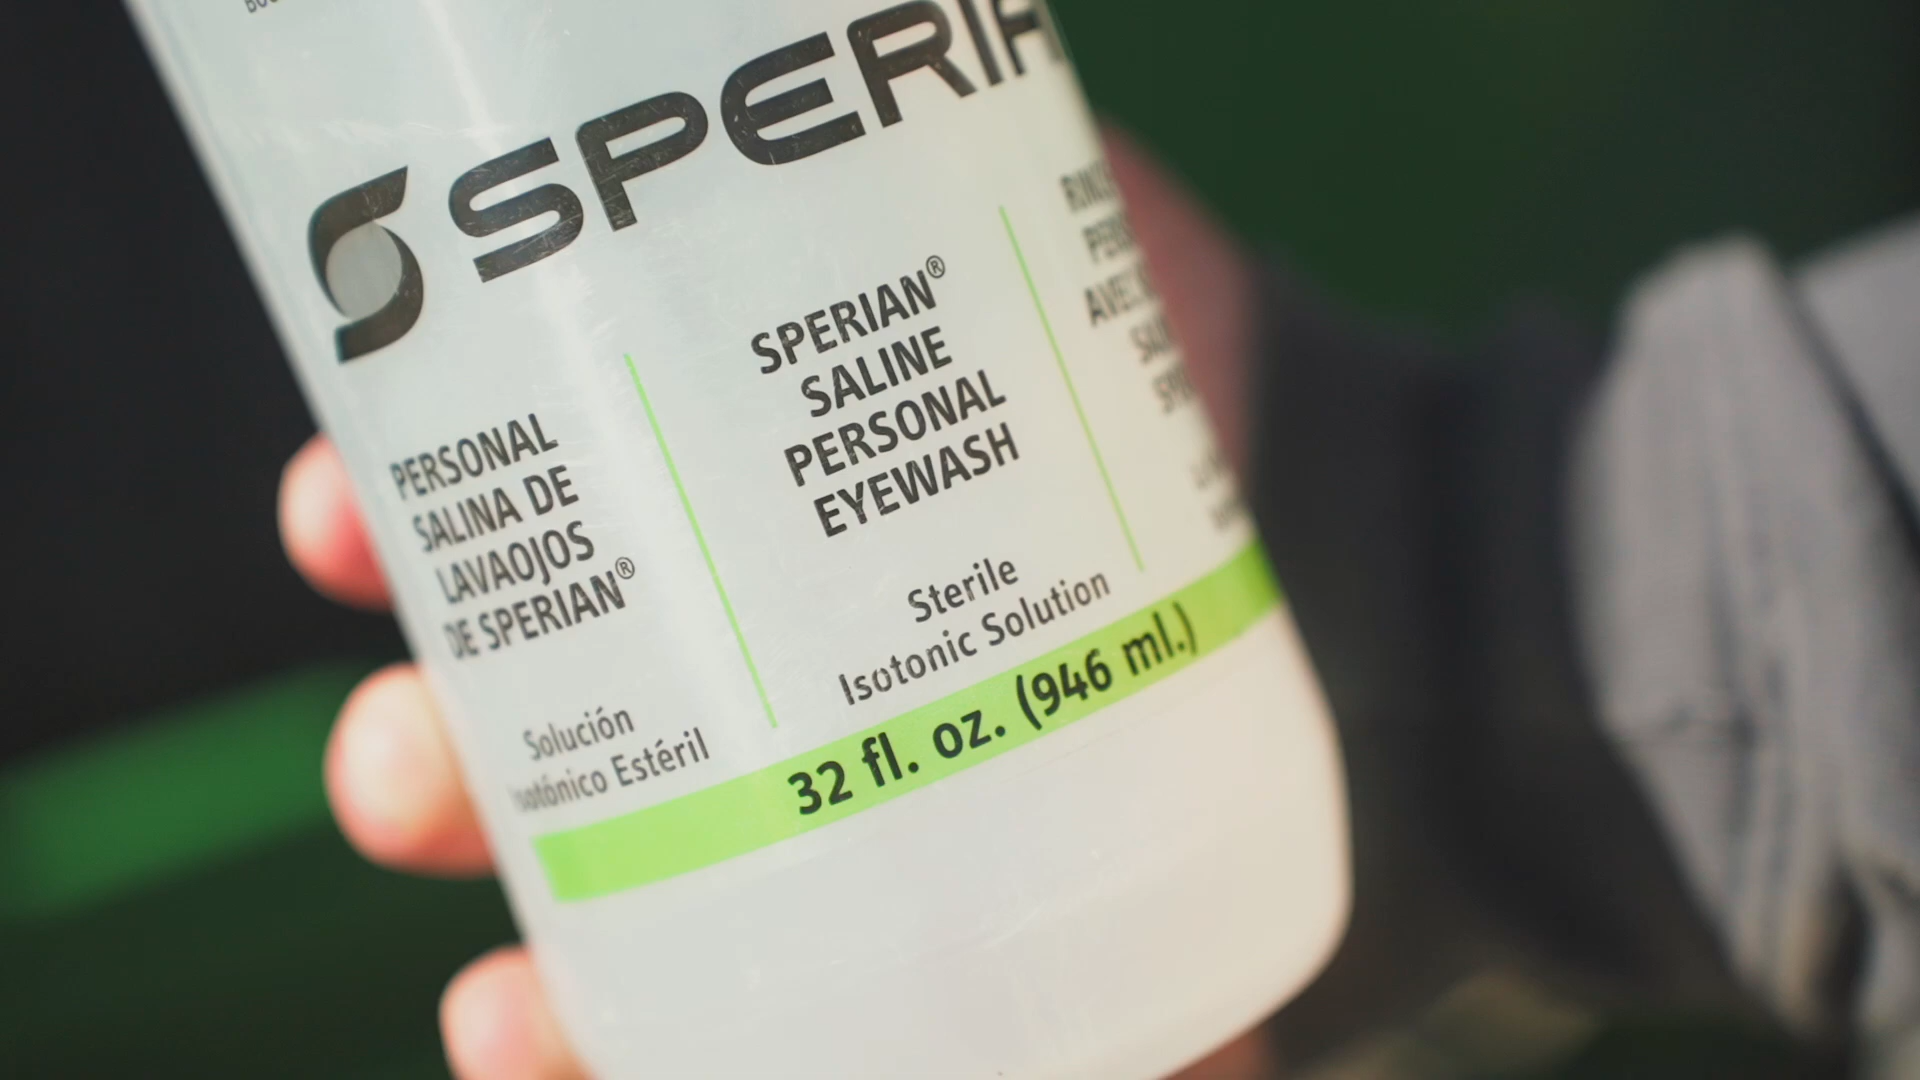 SPERIA
PERSONAL
SALINA DE
LAVAOJOS
DE SPERIAN®
Solución
Isotónico Estéril
SPERIAN®
SALINE
PERSONAL
EYEWASH
Sterile
Isotonic Solution
32 fl. oz. (946 ml.)